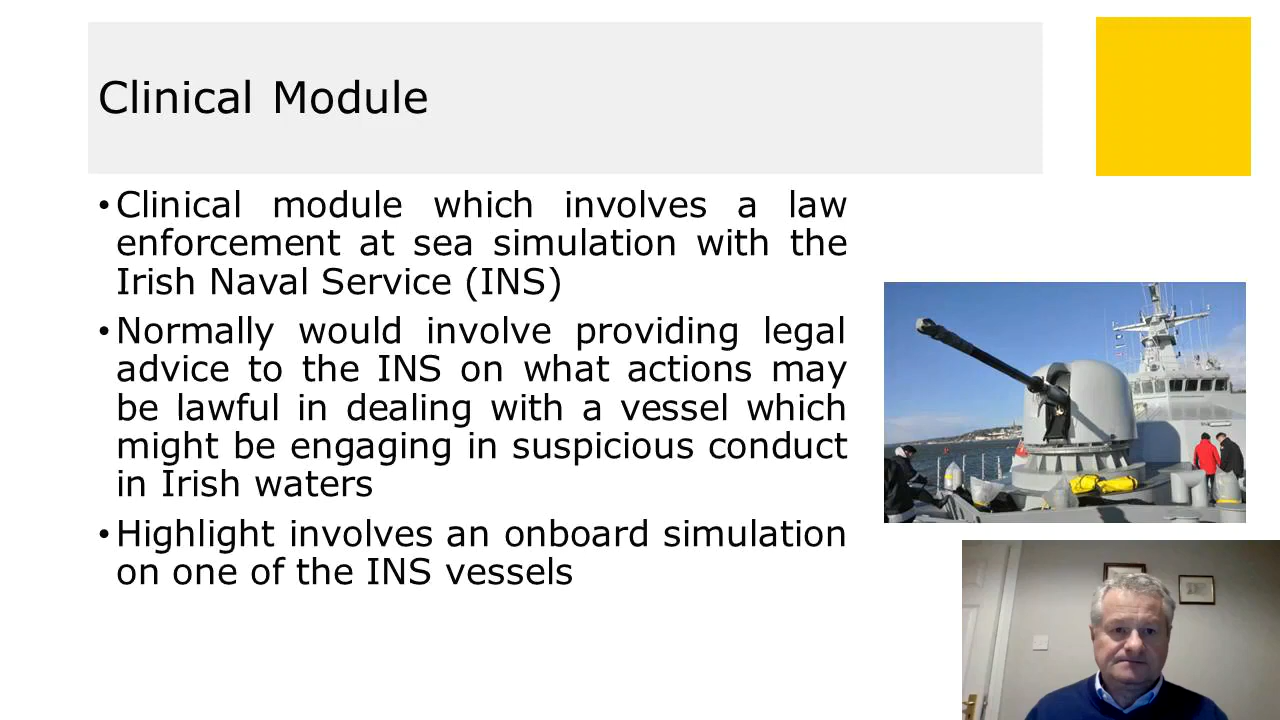 Clinical Module
• Clinical module which involves a law
enforcement at sea simulation with the
Irish Naval Service (INS)
• Normally would involve providing legal
advice to the INS on what actions may
be lawful in dealing with a vessel which
might be engaging in suspicious conduct
in Irish waters
• Highlight involves an onboard simulation
on one of the INS vessels